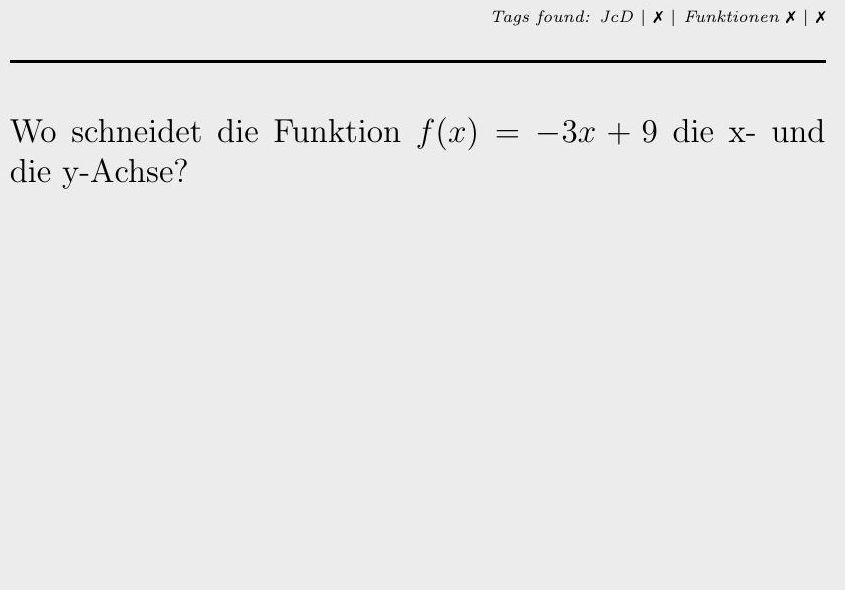 Tags found: JcD | ✗ | Funktionen ✗ | ✗
Wo schneidet die Funktion f(x) = −3x + 9 die x- und
die y-Achse?